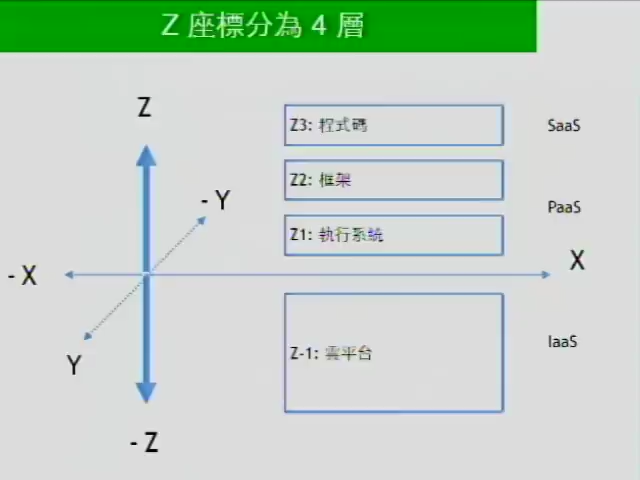 Z 座標分為 4 層
Z
Z3: 程式碼
SaaS
Z2: 框架
- Y
PaaS
Z1: 執行系統
X
- X
Y
Z-1: 雲平台
IaaS
- Z